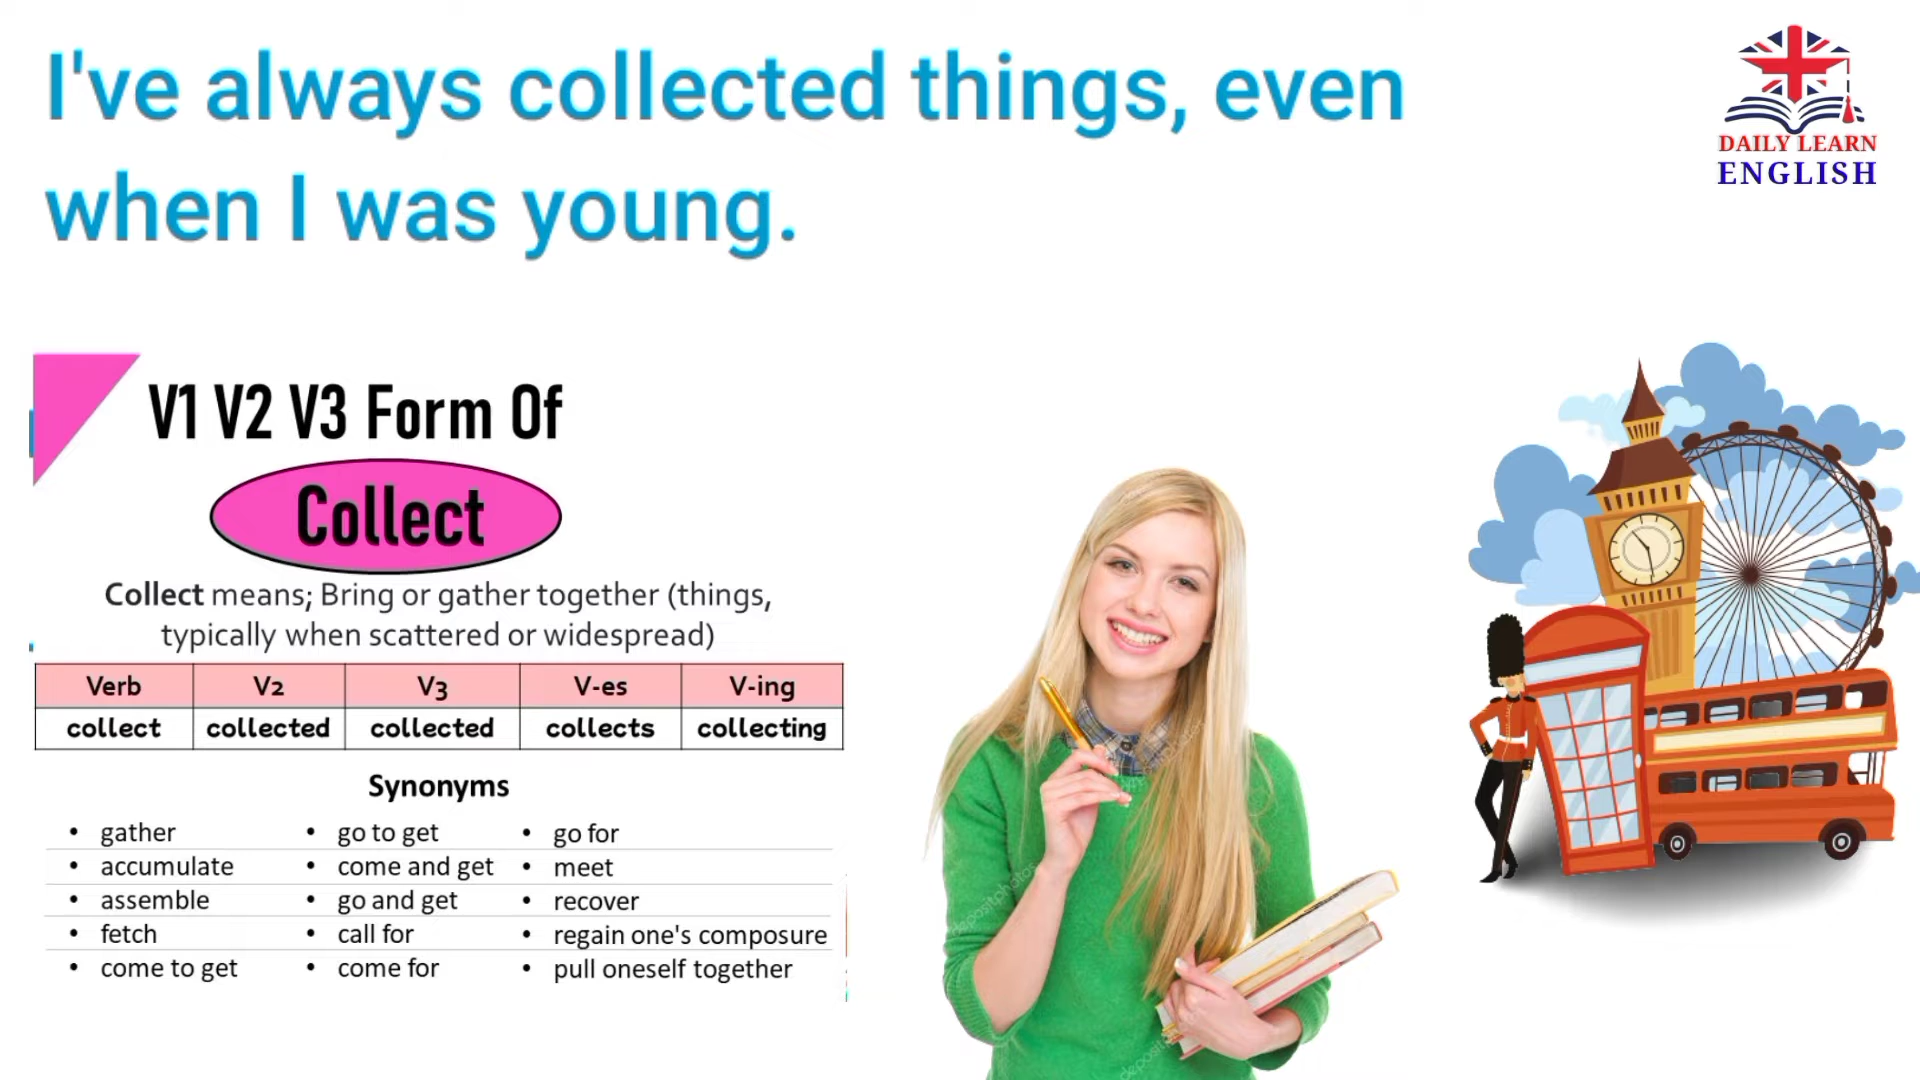 I've always collected things, even
when I was young.
DAILY LEARN
ENGLISH
V1 V2 V3 Form Of
Collect
Collect means; Bring or gather together (things,
typically when scattered or widespread)
Verb V2 V3 V-es V-ing
collect collected collected collects collecting
Synonyms
• gather • go to get • go for
• accumulate • come and get • meet
• assemble • go and get • recover
• fetch • call for • regain one's composure
• come to get • come for • pull oneself together
depositphotos